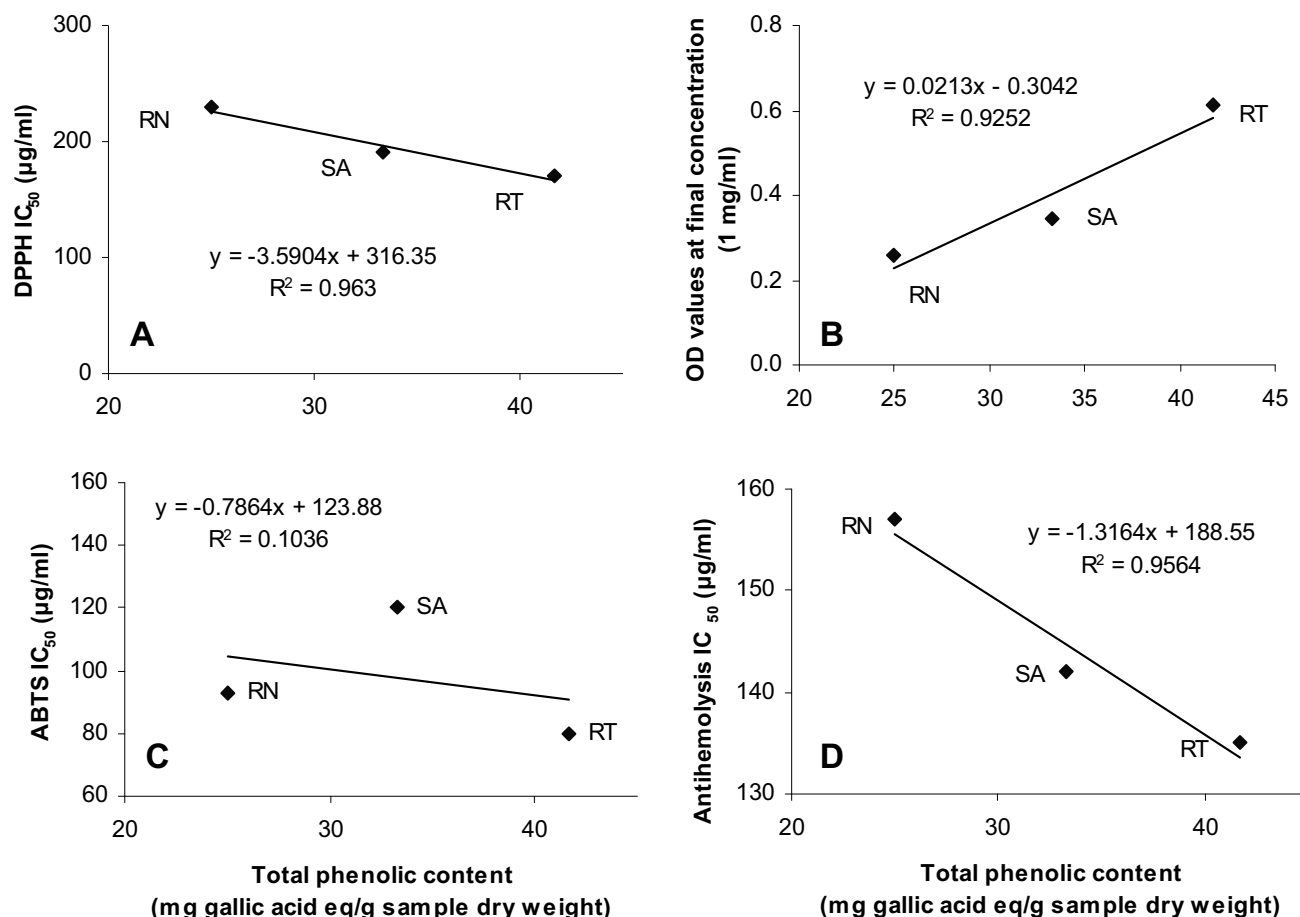 A
300
200
100
0
20
30
40
DPPH IC50 (µg/ml)
RN
SA
RT
y = -3.5904x + 316.35
R² = 0.963
B
0.8
0.6
0.4
0.2
0.0
20
25
30
35
40
45
OD values at final concentration
(1 mg/ml)
y = 0.0213x - 0.3042
R² = 0.9252
RT
SA
RN
C
160
140
120
100
80
60
20
30
40
ABTS IC50 (µg/ml)
y = -0.7864x + 123.88
R² = 0.1036
SA
RN
RT
Total phenolic content
(mg gallic acid eq/g sample dry weight)
D
160
150
140
130
20
30
40
Antihemolysis IC 50 (µg/ml)
RN
y = -1.3164x + 188.55
R² = 0.9564
SA
RT
Total phenolic content
(mg gallic acid eq/g sample dry weight)